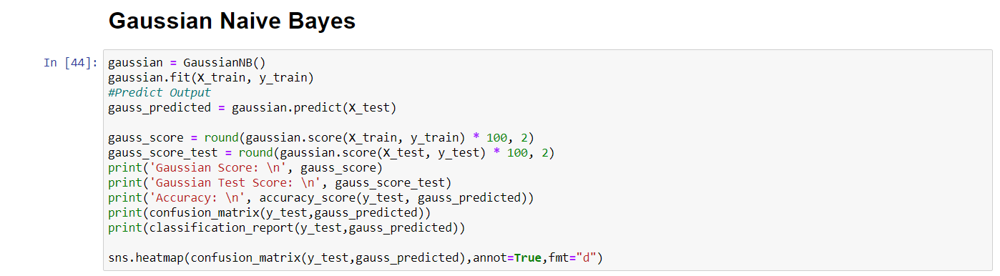 Gaussian Naive Bayes
In [44]:
gaussian = GaussianNB()
gaussian.fit(X_train, y_train)
#Predict Output
gauss_predicted = gaussian.predict(X_test)
gauss_score = round(gaussian.score(X_train, y_train) * 100, 2)
gauss_score_test = round(gaussian.score(X_test, y_test) * 100, 2)
print('Gaussian Score: \n', gauss_score)
print('Gaussian Test Score: \n', gauss_score_test)
print('Accuracy: \n', accuracy_score(y_test, gauss_predicted))
print(confusion_matrix(y_test,gauss_predicted))
print(classification_report(y_test,gauss_predicted))
sns.heatmap(confusion_matrix(y_test,gauss_predicted),annot=True,fmt="d")